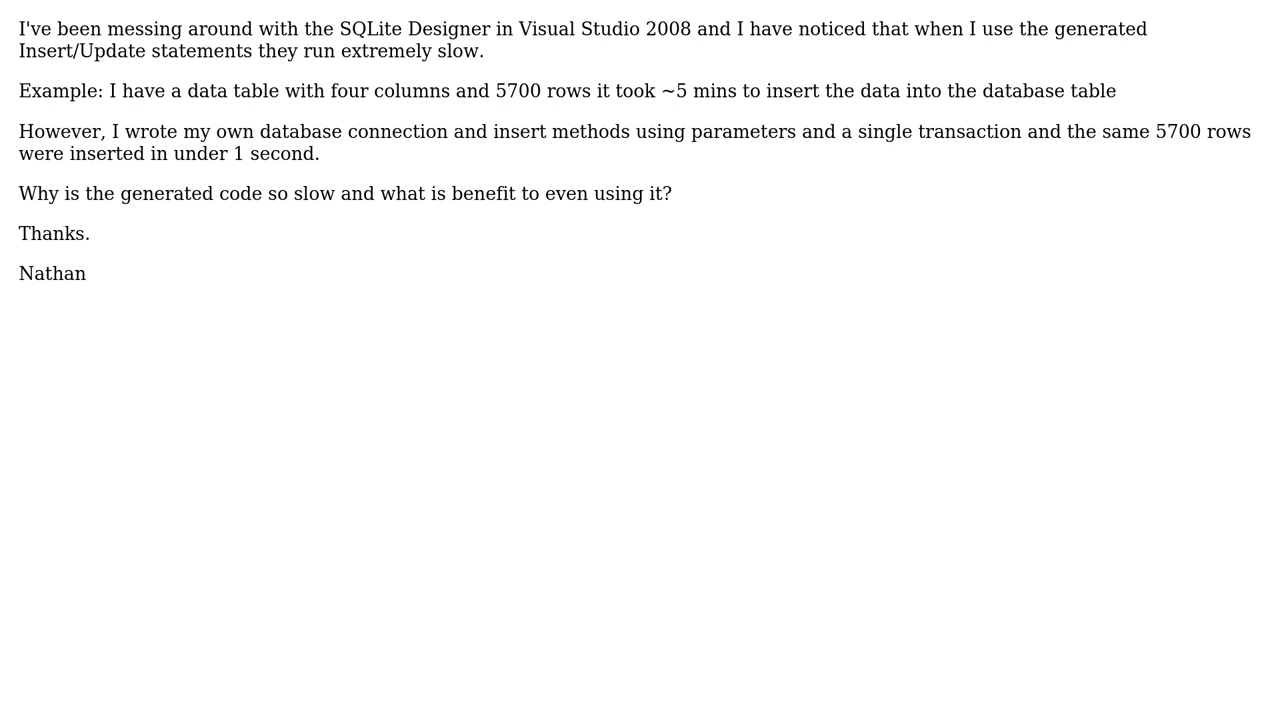 I've been messing around with the SQLite Designer in Visual Studio 2008 and I have noticed that when I use the generated
Insert/Update statements they run extremely slow.
Example: I have a data table with four columns and 5700 rows it took ~5 mins to insert the data into the database table
However, I wrote my own database connection and insert methods using parameters and a single transaction and the same 5700 rows
were inserted in under 1 second.
Why is the generated code so slow and what is benefit to even using it?
Thanks.
Nathan